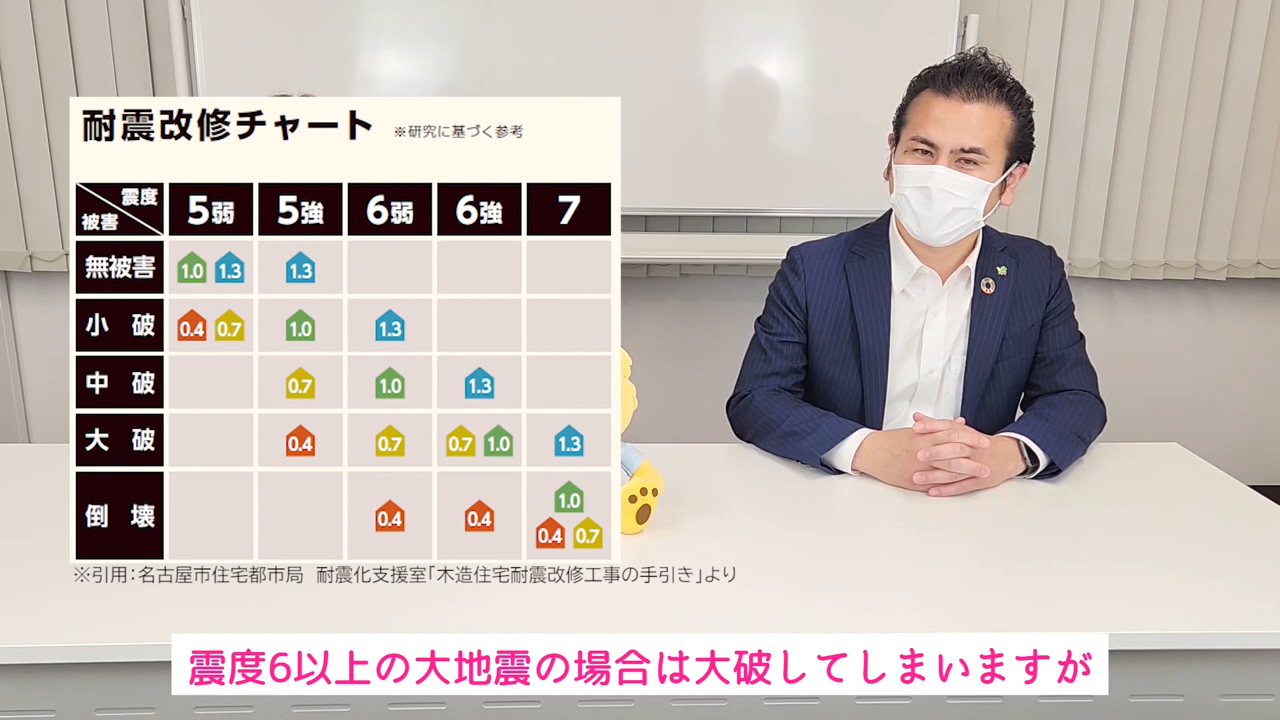 耐震改修チャート ※研究に基づく参考
震度 被害 5弱 5強 6弱 6強 7
無被害 1.0 1.3 1.3
小 破 0.4 0.7 1.0 1.3
中 破 0.7 1.0 1.3
大 破 0.4 0.7 0.7 1.0 1.3
倒 壊 0.4 0.4 1.0 0.4 0.7
※引用：名古屋市住宅都市局 耐震化支援室「木造住宅耐震改修工事の手引き」より
震度6以上の大地震の場合は大破してしまいますが